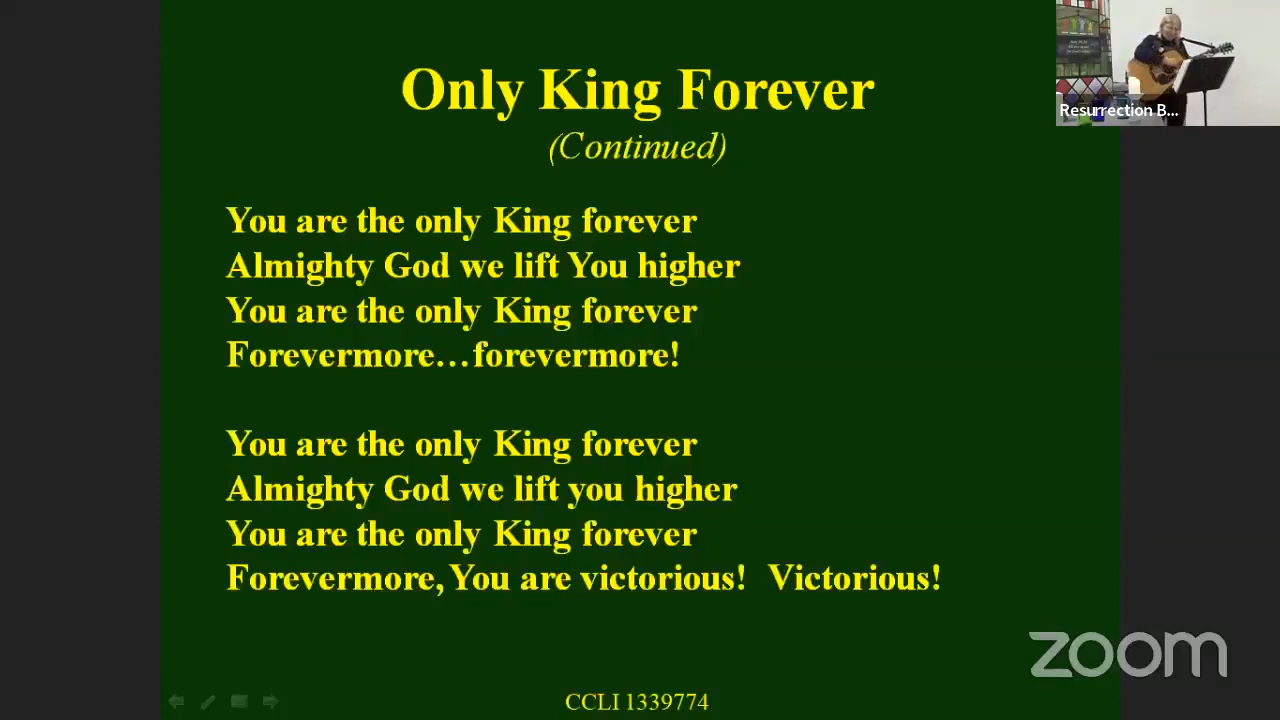 Only King Forever
(Continued)
You are the only King forever
Almighty God we lift You higher
You are the only King forever
Forevermore…forevermore!
You are the only King forever
Almighty God we lift you higher
You are the only King forever
Forevermore, You are victorious!  Victorious!
CCLI 1339774
Resurrection B...
zoom